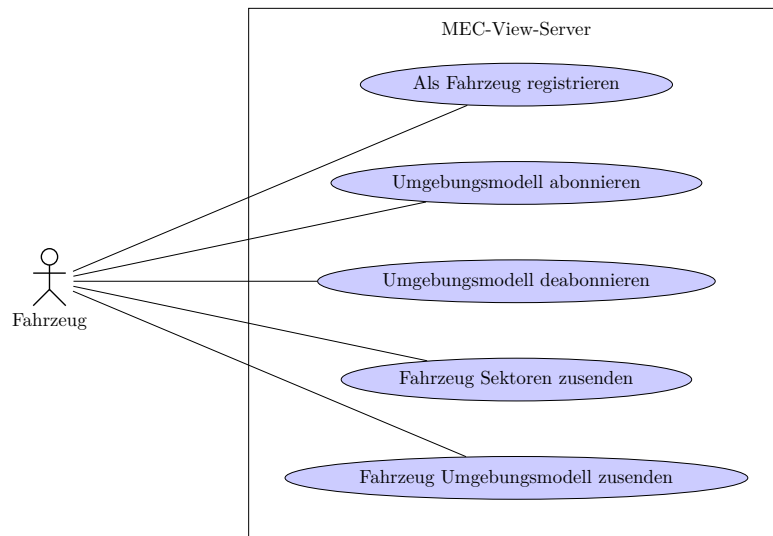 MEC-View-Server
Als Fahrzeug registrieren
Umgebungsmodell abonnieren
Umgebungsmodell deabonnieren
Fahrzeug
Fahrzeug Sektoren zusenden
Fahrzeug Umgebungsmodell zusenden